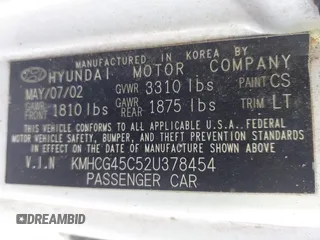 MANUFACTURED IN KOREA BY
HYUNDAI MOTOR COMPANY
MAY/07/02 GVWR 3310 lbs PAINT CS
GAWR FRONT 1810 lbs GAWR REAR 1875 lbs TRIM LT
THIS VEHICLE CONFORMS TO ALL APPLICABLE U.S.A. FEDERAL
MOTOR VEHICLE SAFETY, BUMPER, AND THEFT PREVENTION STANDARDS
IN EFFECT ON THE DATE OF MANUFACTURE SHOWN ABOVE.
V.I.N KMHCG45C52U378454
PASSENGER CAR
DREAMBID